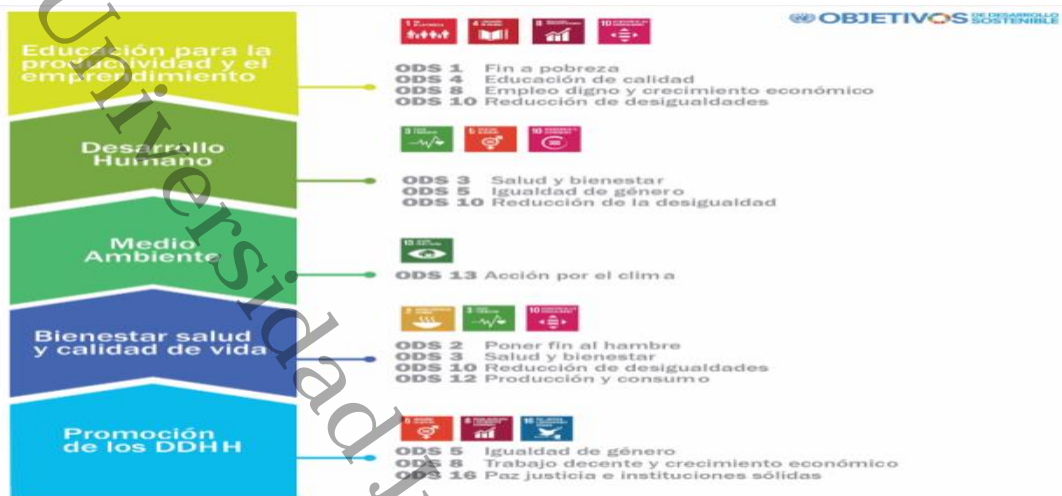 OBJETIVOS DE DESARROLLO SOSTENIBLE
Educación para la
productividad y el
emprendimiento
ODS 1 Fin a pobreza
ODS 4 Educación de calidad
ODS 8 Empleo digno y crecimiento económico
ODS 10 Reducción de desigualdades
Desarrollo
Humano
ODS 3 Salud y bienestar
ODS 5 Igualdad de género
ODS 10 Reducción de la desigualdad
Medio
Ambiente
ODS 13 Acción por el clima
Bienestar salud
y calidad de vida
ODS 2 Poner fin al hambre
ODS 3 Salud y bienestar
ODS 10 Reducción de desigualdades
ODS 12 Producción y consumo
Promoción
de los DDHH
ODS 5 Igualdad de género
ODS 8 Trabajo decente y crecimiento económico
ODS 16 Paz justicia e instituciones sólidas
Universidad